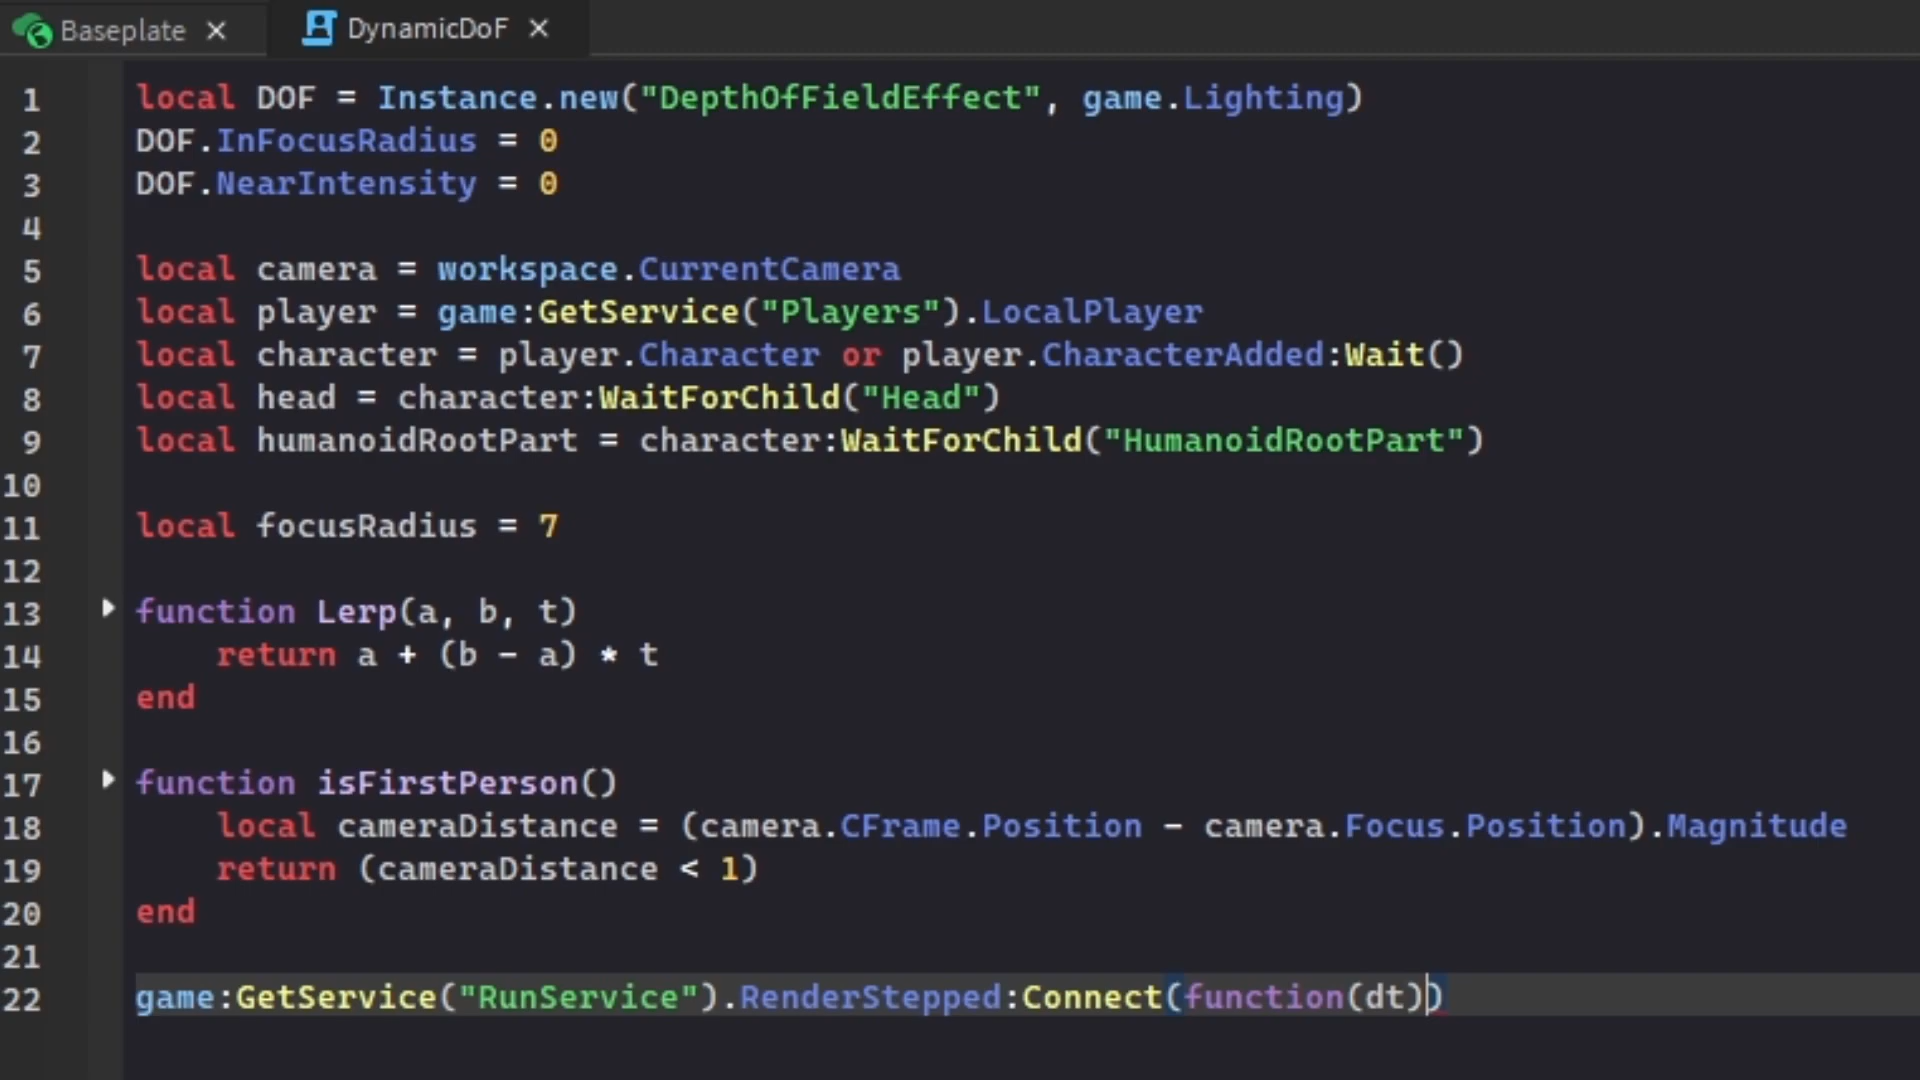 Baseplate DynamicDoF
1 local DOF = Instance.new("DepthOfFieldEffect", game.Lighting)
2 DOF.InFocusRadius = 0
3 DOF.NearIntensity = 0
4
5 local camera = workspace.CurrentCamera
6 local player = game:GetService("Players").LocalPlayer
7 local character = player.Character or player.CharacterAdded:Wait()
8 local head = character:WaitForChild("Head")
9 local humanoidRootPart = character:WaitForChild("HumanoidRootPart")
10
11 local focusRadius = 7
12
13 function Lerp(a, b, t)
14     return a + (b - a) * t
15 end
16
17 function isFirstPerson()
18     local cameraDistance = (camera.CFrame.Position - camera.Focus.Position).Magnitude
19     return (cameraDistance < 1)
20 end
21
22 game:GetService("RunService").RenderStepped:Connect(function(dt))